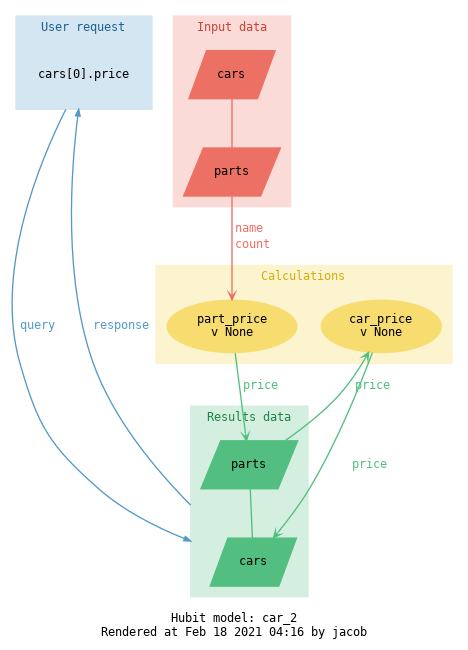 User request
cars[0].price
Input data
cars
parts
name
count
Calculations
part_price
v None
car_price
v None
query
response
price
price
Results data
parts
price
cars
Hubit model: car_2
Rendered at Feb 18 2021 04:16 by jacob